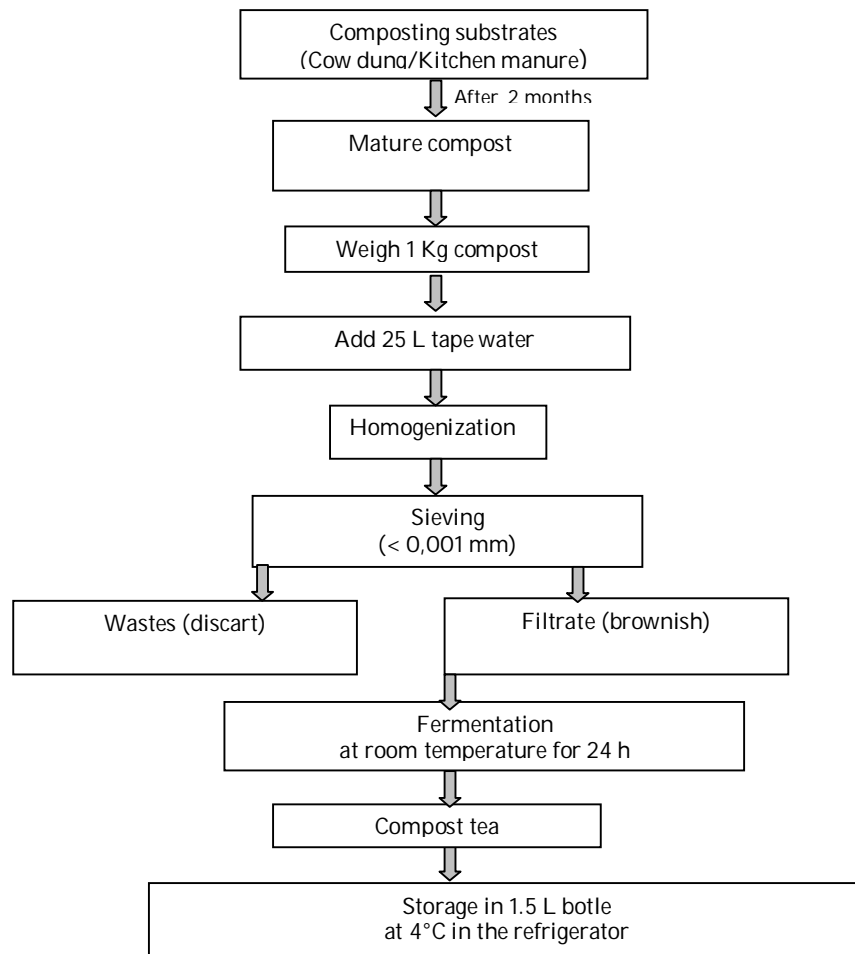 Composting substrates
(Cow dung/Kitchen manure)
After 2 months
Mature compost
Weigh 1 Kg compost
Add 25 L tape water
Homogenization
Sieving
(< 0,001 mm)
Wastes (discart)
Filtrate (brownish)
Fermentation
at room temperature for 24 h
Compost tea
Storage in 1.5 L botle
at 4°C in the refrigerator